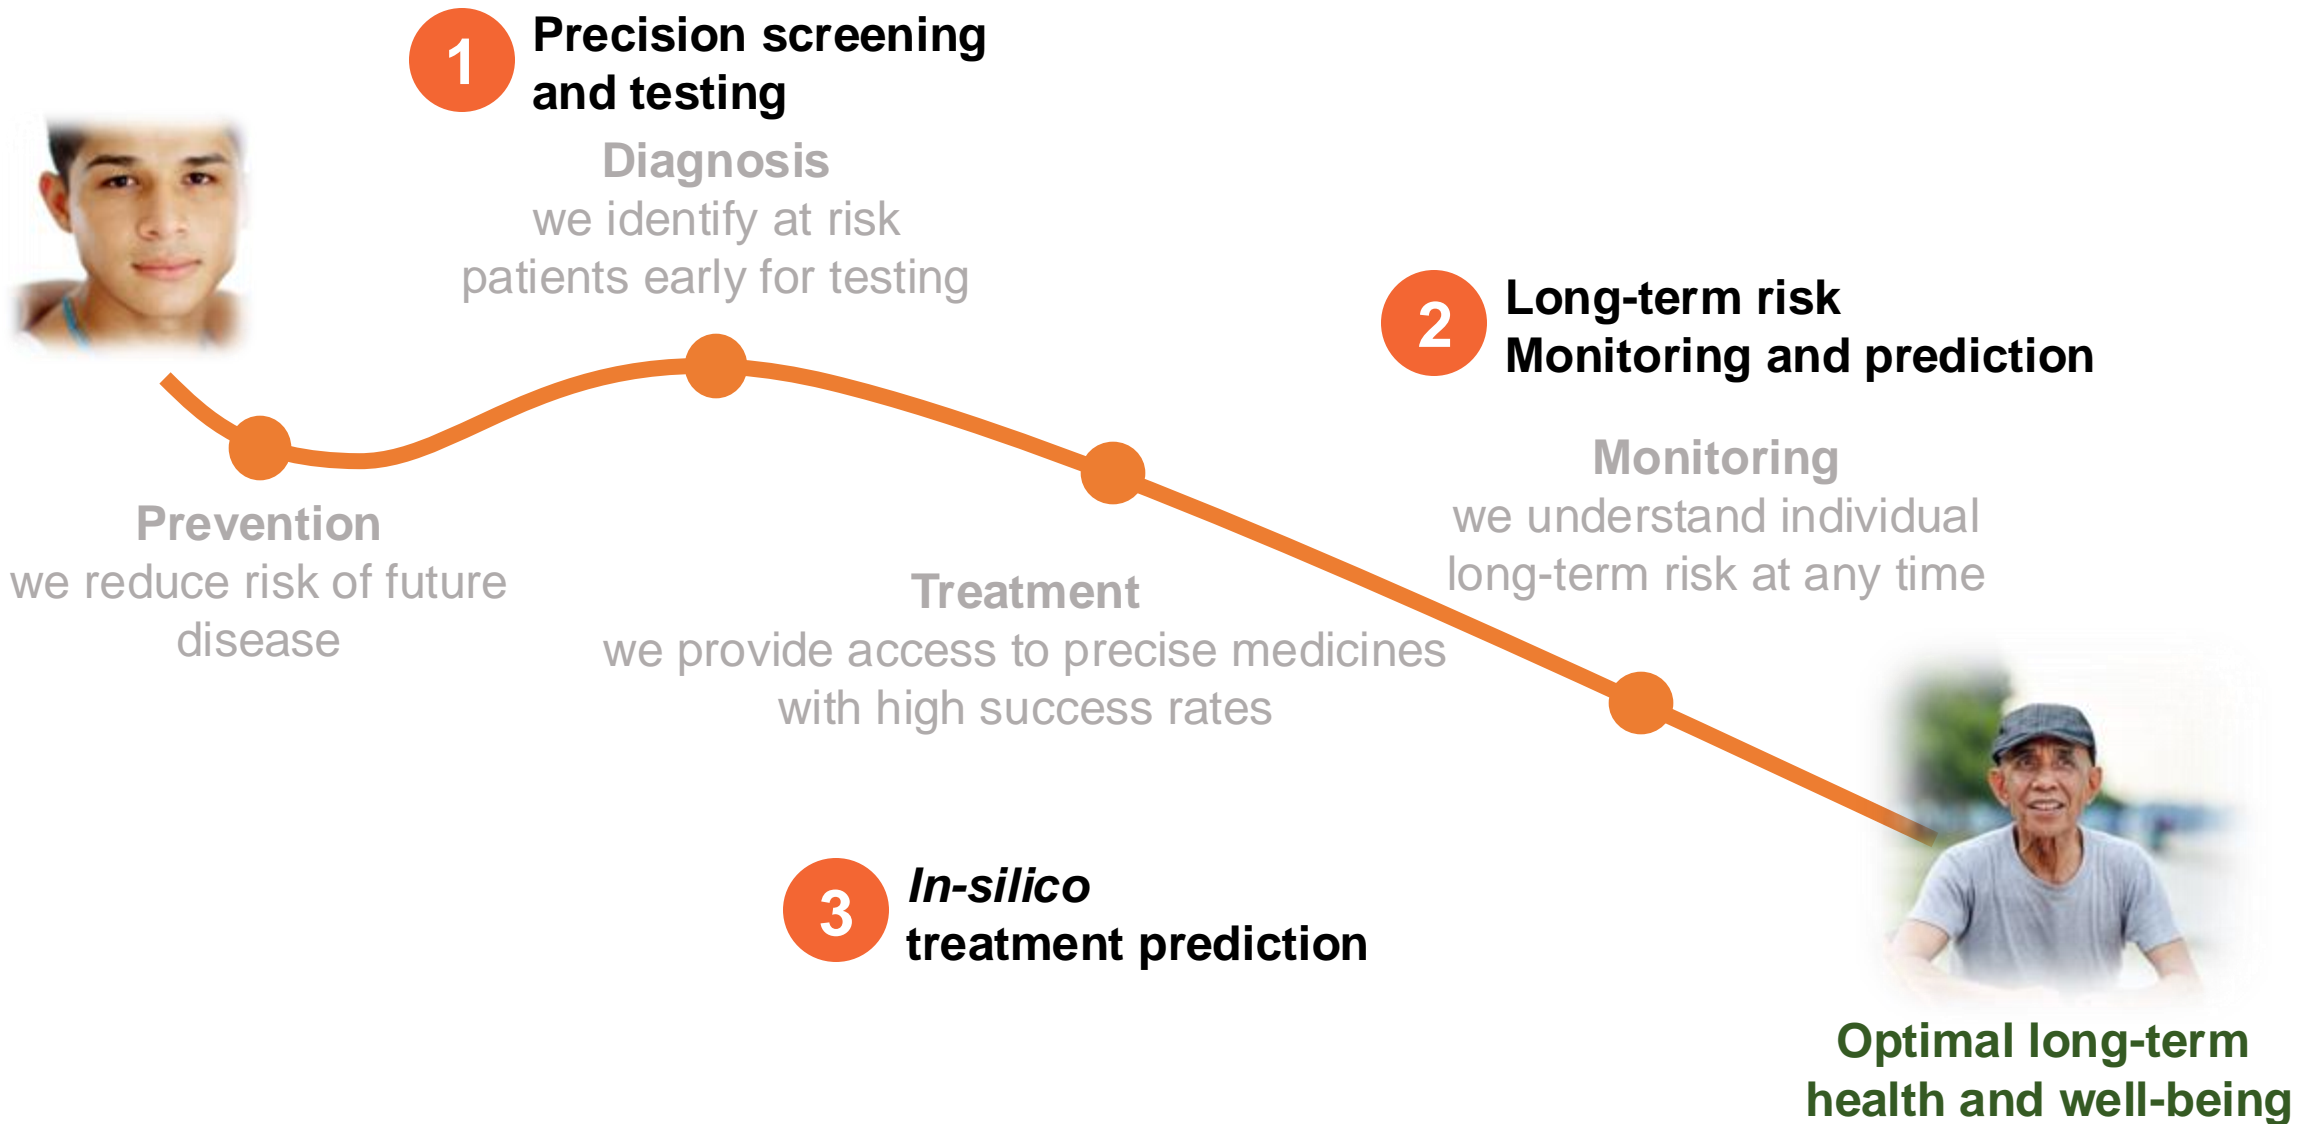 1
Precision screening
and testing
Diagnosis
we identify at risk
patients early for testing
2
Long-term risk
Monitoring and prediction
Monitoring
we understand individual
long-term risk at any time
Prevention
we reduce risk of future
disease
Treatment
we provide access to precise medicines
with high success rates
3
In-silico
treatment prediction
Optimal long-term
health and well-being